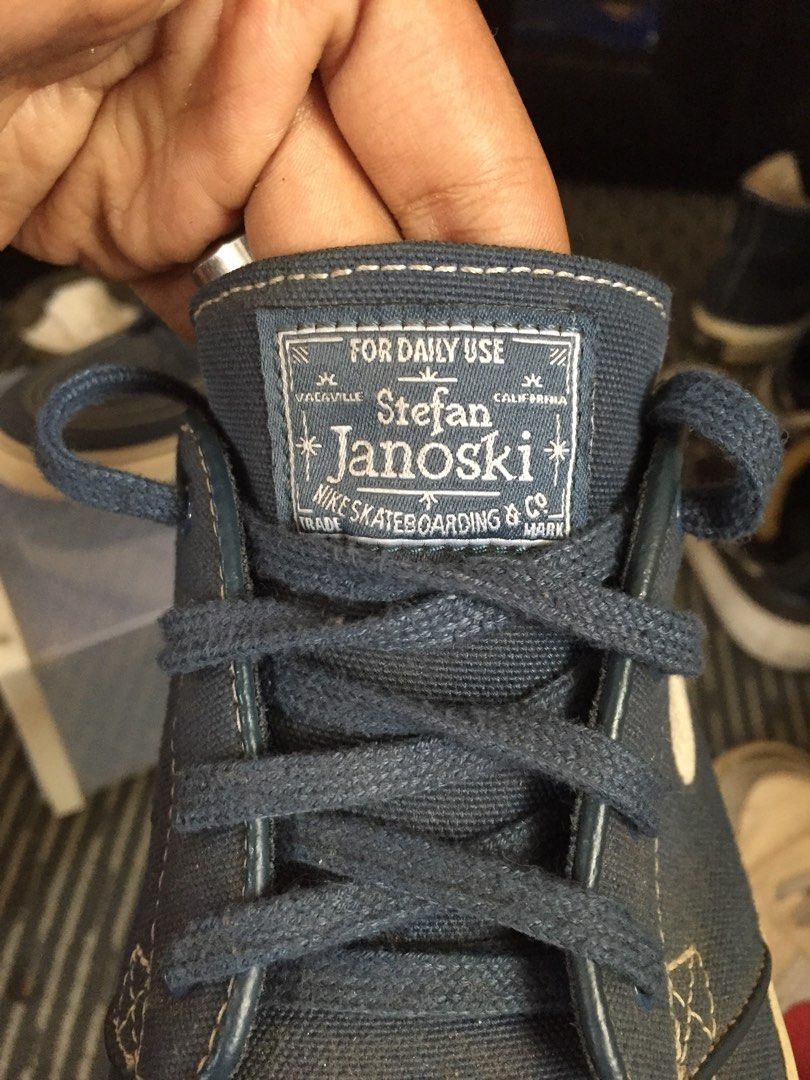 FOR DAILY USE
VACAVILLE CALIFORNIA
Stefan
Janoski
NIKE SKATEBOARDING & CO
TRADE MARK